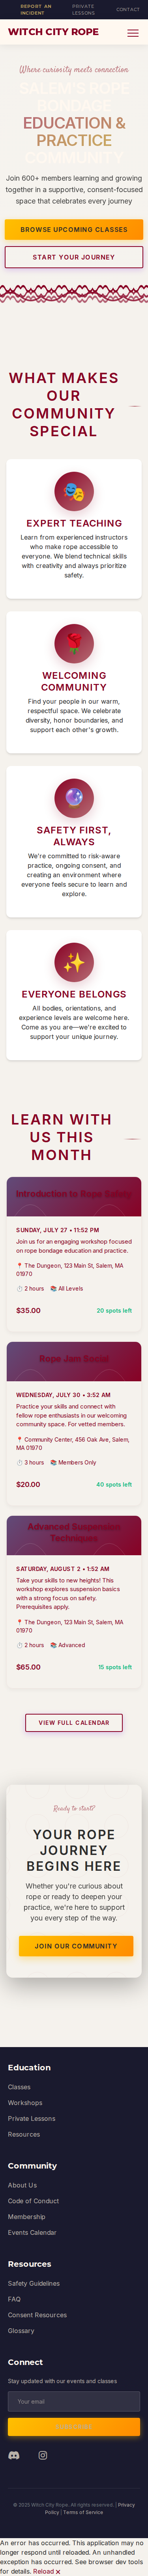 REPORT AN
INCIDENT
PRIVATE
LESSONS
CONTACT
WITCH CITY ROPE
Where curiosity meets connection
SALEM'S ROPE
BONDAGE
EDUCATION &
PRACTICE
COMMUNITY
Join 600+ members learning and growing
together in a supportive, consent-focused
space that celebrates every journey
BROWSE UPCOMING CLASSES
START YOUR JOURNEY
WHAT MAKES
OUR
COMMUNITY
SPECIAL
EXPERT TEACHING
Learn from experienced instructors
who make rope accessible to
everyone. We blend technical skills
with creativity and always prioritize
safety.
WELCOMING
COMMUNITY
Find your people in our warm,
respectful space. We celebrate
diversity, honor boundaries, and
support each other's growth.
SAFETY FIRST,
ALWAYS
We're committed to risk-aware
practice, ongoing consent, and
creating an environment where
everyone feels secure to learn and
explore.
EVERYONE BELONGS
All bodies, orientations, and
experience levels are welcome here.
Come as you are—we're excited to
support your unique journey.
LEARN WITH
US THIS
MONTH
Introduction to Rope Safety
SUNDAY, JULY 27 • 11:52 PM
Join us for an engaging workshop focused
on rope bondage education and practice.
📍 The Dungeon, 123 Main St, Salem, MA
01970
⏱️ 2 hours 📚 All Levels
$35.00 20 spots left
Rope Jam Social
WEDNESDAY, JULY 30 • 3:52 AM
Practice your skills and connect with
fellow rope enthusiasts in our welcoming
community space. For vetted members.
📍 Community Center, 456 Oak Ave, Salem,
MA 01970
⏱️ 3 hours 📚 Members Only
$20.00 40 spots left
Advanced Suspension
Techniques
SATURDAY, AUGUST 2 • 1:52 AM
Take your skills to new heights! This
workshop explores suspension basics
with a strong focus on safety.
Prerequisites apply.
📍 The Dungeon, 123 Main St, Salem, MA
01970
⏱️ 2 hours 📚 Advanced
$65.00 15 spots left
VIEW FULL CALENDAR
Ready to start?
YOUR ROPE
JOURNEY
BEGINS HERE
Whether you're curious about
rope or ready to deepen your
practice, we're here to support
you every step of the way.
JOIN OUR COMMUNITY
Education
Classes
Workshops
Private Lessons
Resources
Community
About Us
Code of Conduct
Membership
Events Calendar
Resources
Safety Guidelines
FAQ
Consent Resources
Glossary
Connect
Stay updated with our events and classes
Your email
SUBSCRIBE
© 2025 Witch City Rope. All rights reserved. | Privacy
Policy | Terms of Service
An error has occurred. This application may no
longer respond until reloaded. An unhandled
exception has occurred. See browser dev tools
for details. Reload ×